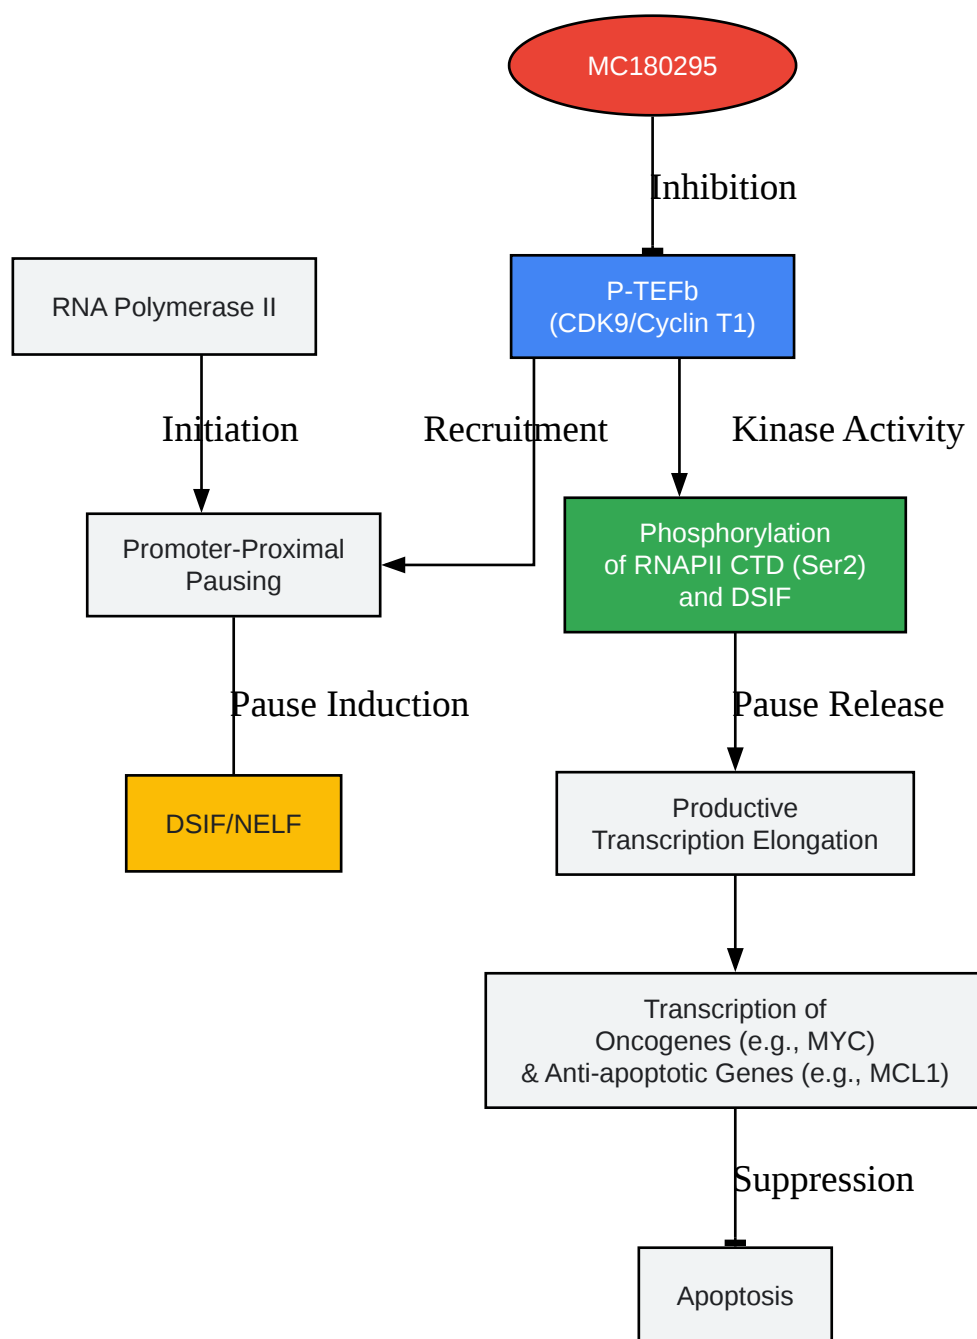 MC180295
Inhibition
RNA Polymerase II
P-TEFb
(CDK9/Cyclin T1)
Initiation
Recruitment
Kinase Activity
Promoter-Proximal
Pausing
Phosphorylation
of RNAPII CTD (Ser2)
and DSIF
Pause Induction
Pause Release
DSIF/NELF
Productive
Transcription Elongation
Transcription of
Oncogenes (e.g., MYC)
& Anti-apoptotic Genes (e.g., MCL1)
Suppression
Apoptosis